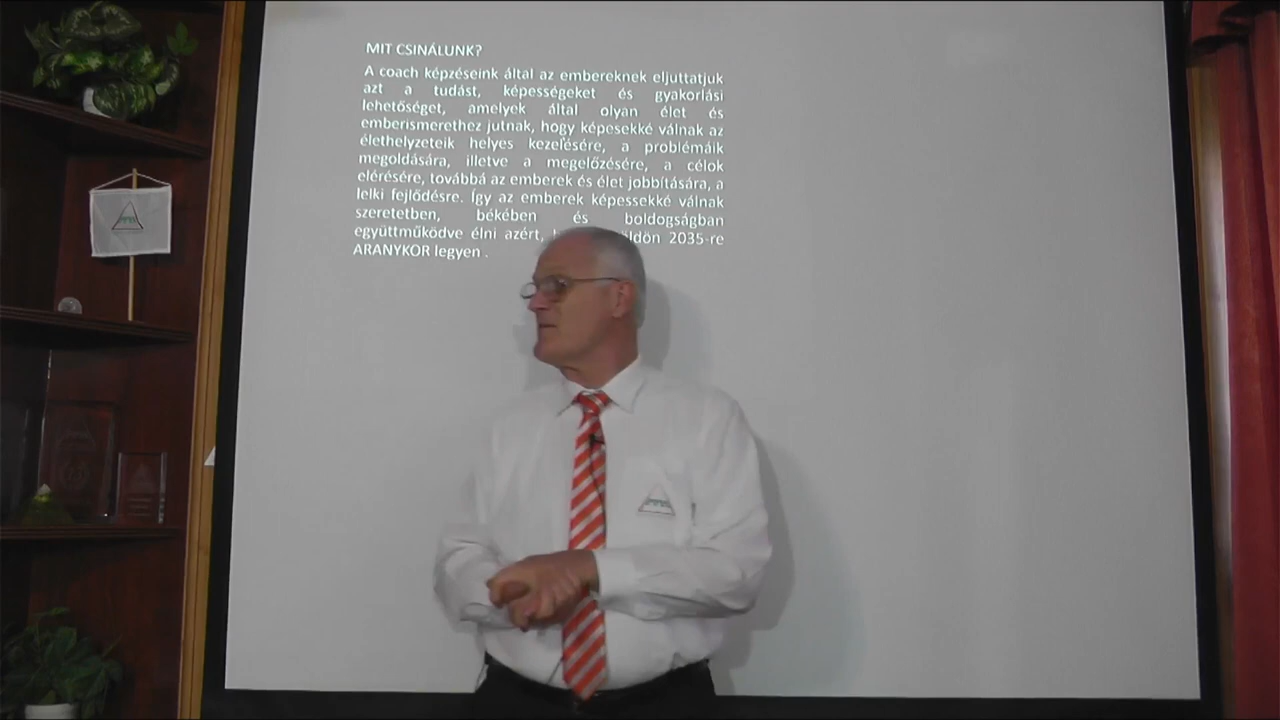 MIT CSINÁLUNK?
A coach képzéseink által az embereknek eljuttatjuk
azt a tudást, képességeket és gyakorlási
lehetőséget, amelyek által olyan élet és
emberismerethez jutnak, hogy képesekké válnak az
élethelyzeteik helyes kezelésére, a problémáik
megoldására, illetve a megelőzésére, a célok
elérésére, továbbá az emberek és élet jobbítására, a
lelki fejlődésre. Így az emberek képessekké válnak
szeretetben, békében és boldogságban
együttműködve élni azért, 2035-re
ARANYKOR legyen .